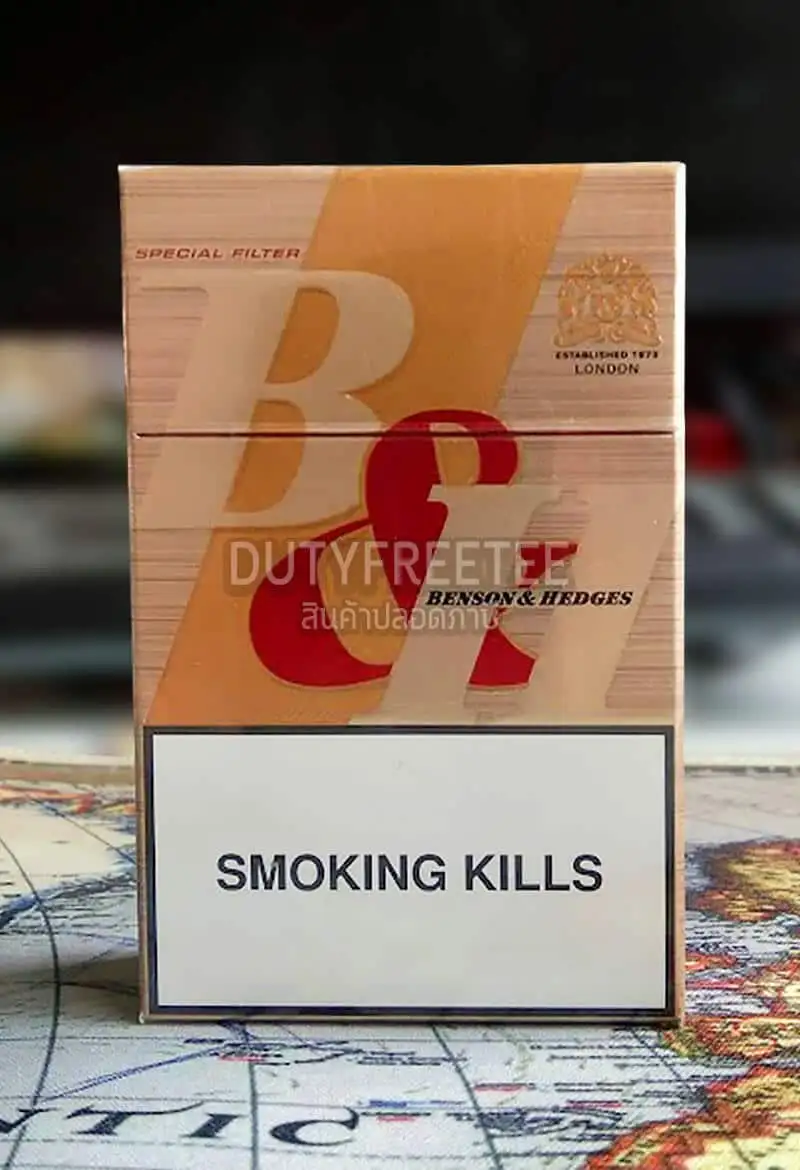 SPECIAL FILTER
B
ESTABLISHED 1873
LONDON
&
H
DUTYFREETEE
BENSON & HEDGES
สินค้าปลอดภาษี
SMOKING KILLS
NTIC